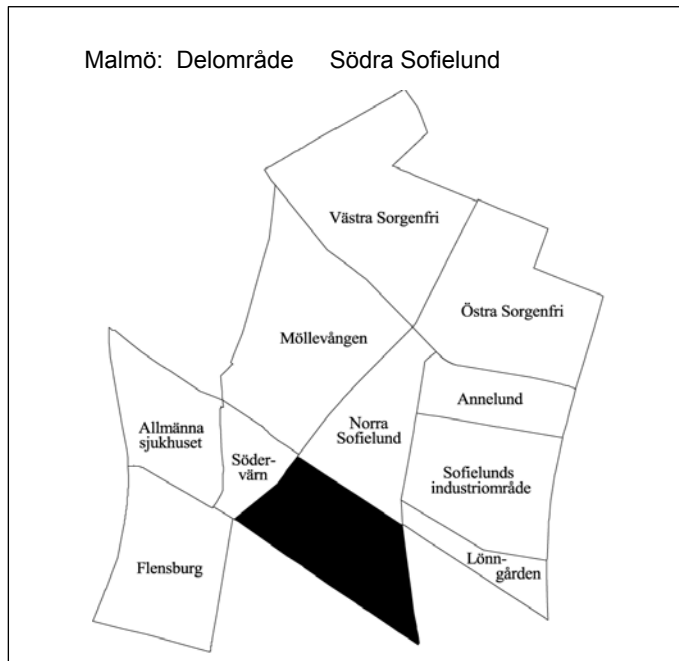 Malmö: Delområde Södra Sofielund
Västra Sorgenfri
Östra Sorgenfri
Möllevången
Annelund
Allmänna
sjukhuset
Norra
Sofielund
Söder-
värn
Sofielunds
industriområde
Lönn-
gården
Flensburg